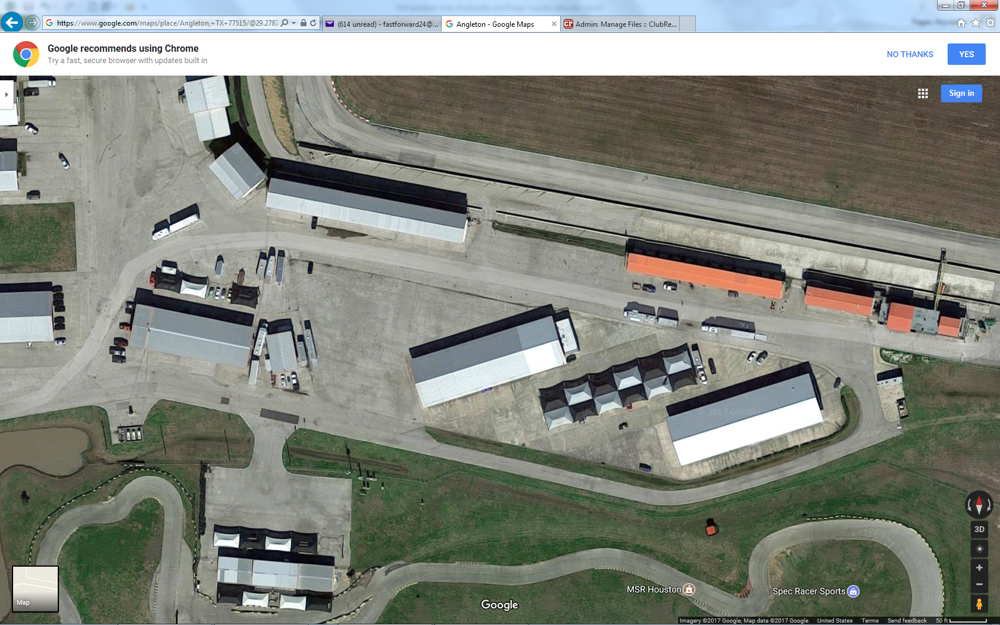 https://www.google.com/maps/place/Angleton,+TX+77515/@29.2787
(614 unread) - fastforward24@...
Angleton - Google Maps
Admin: Manage Files :: ClubRe...
Google recommends using Chrome
Try a fast, secure browser with updates built in
NO THANKS
YES
Sign in
3D
MSR Houston
Spec Racer Sports
Map
Google
Imagery ©2017 Google, Map data ©2017 Google
United States
Terms
Send feedback
50 ft